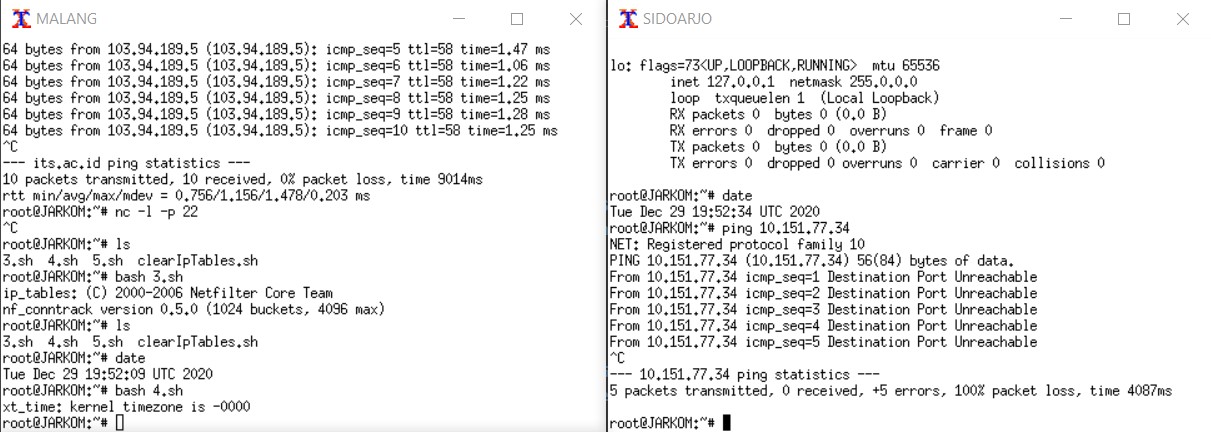 MALANG
64 bytes from 103.94.189.5 (103.94.189.5): icmp_seq=5 ttl=58 time=1.47 ms
64 bytes from 103.94.189.5 (103.94.189.5): icmp_seq=6 ttl=58 time=1.06 ms
64 bytes from 103.94.189.5 (103.94.189.5): icmp_seq=7 ttl=58 time=1.22 ms
64 bytes from 103.94.189.5 (103.94.189.5): icmp_seq=8 ttl=58 time=1.25 ms
64 bytes from 103.94.189.5 (103.94.189.5): icmp_seq=9 ttl=58 time=1.28 ms
64 bytes from 103.94.189.5 (103.94.189.5): icmp_seq=10 ttl=58 time=1.25 ms
^C
--- its.ac.id ping statistics ---
10 packets transmitted, 10 received, 0% packet loss, time 9014ms
rtt min/avg/max/mdev = 0.756/1.156/1.478/0.203 ms
root@JARKOM:~# nc -l -p 22
^C
root@JARKOM:~# ls
3.sh  4.sh  5.sh  clearIpTables.sh
root@JARKOM:~# bash 3.sh
ip_tables: (C) 2000-2006 Netfilter Core Team
nf_conntrack version 0.5.0 (1024 buckets, 4096 max)
root@JARKOM:~# ls
3.sh  4.sh  5.sh  clearIpTables.sh
root@JARKOM:~# date
Tue Dec 29 19:52:09 UTC 2020
root@JARKOM:~# bash 4.sh
xt_time: kernel timezone is -0000
root@JARKOM:~#
SIDOARJO
lo: flags=73<UP,LOOPBACK,RUNNING>  mtu 65536
        inet 127.0.0.1  netmask 255.0.0.0
        loop  txqueuelen 1  (Local Loopback)
        RX packets 0  bytes 0 (0.0 B)
        RX errors 0  dropped 0  overruns 0  frame 0
        TX packets 0  bytes 0 (0.0 B)
        TX errors 0  dropped 0 overruns 0  carrier 0  collisions 0
root@JARKOM:~# date
Tue Dec 29 19:52:34 UTC 2020
root@JARKOM:~# ping 10.151.77.34
NET: Registered protocol family 10
PING 10.151.77.34 (10.151.77.34) 56(84) bytes of data.
From 10.151.77.34 icmp_seq=1 Destination Port Unreachable
From 10.151.77.34 icmp_seq=2 Destination Port Unreachable
From 10.151.77.34 icmp_seq=3 Destination Port Unreachable
From 10.151.77.34 icmp_seq=4 Destination Port Unreachable
From 10.151.77.34 icmp_seq=5 Destination Port Unreachable
^C
--- 10.151.77.34 ping statistics ---
5 packets transmitted, 0 received, +5 errors, 100% packet loss, time 4087ms
root@JARKOM:~#